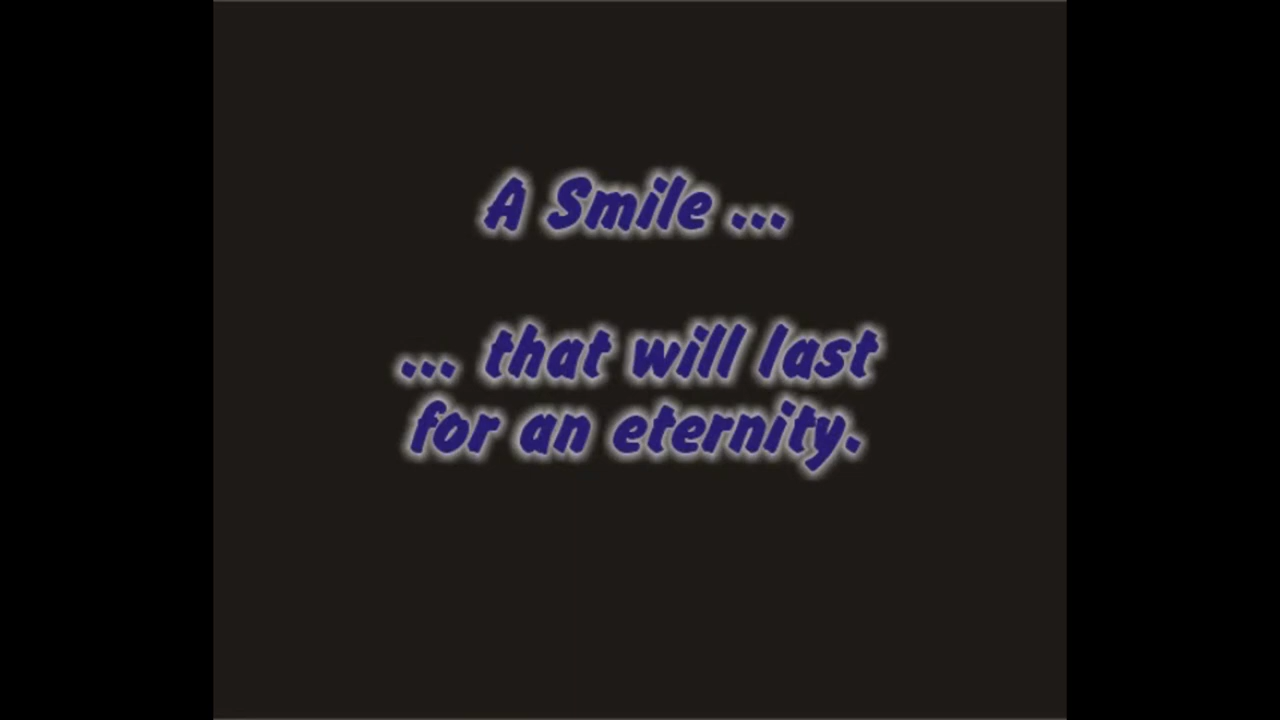 A Smile ...
... that will last
for an eternity.